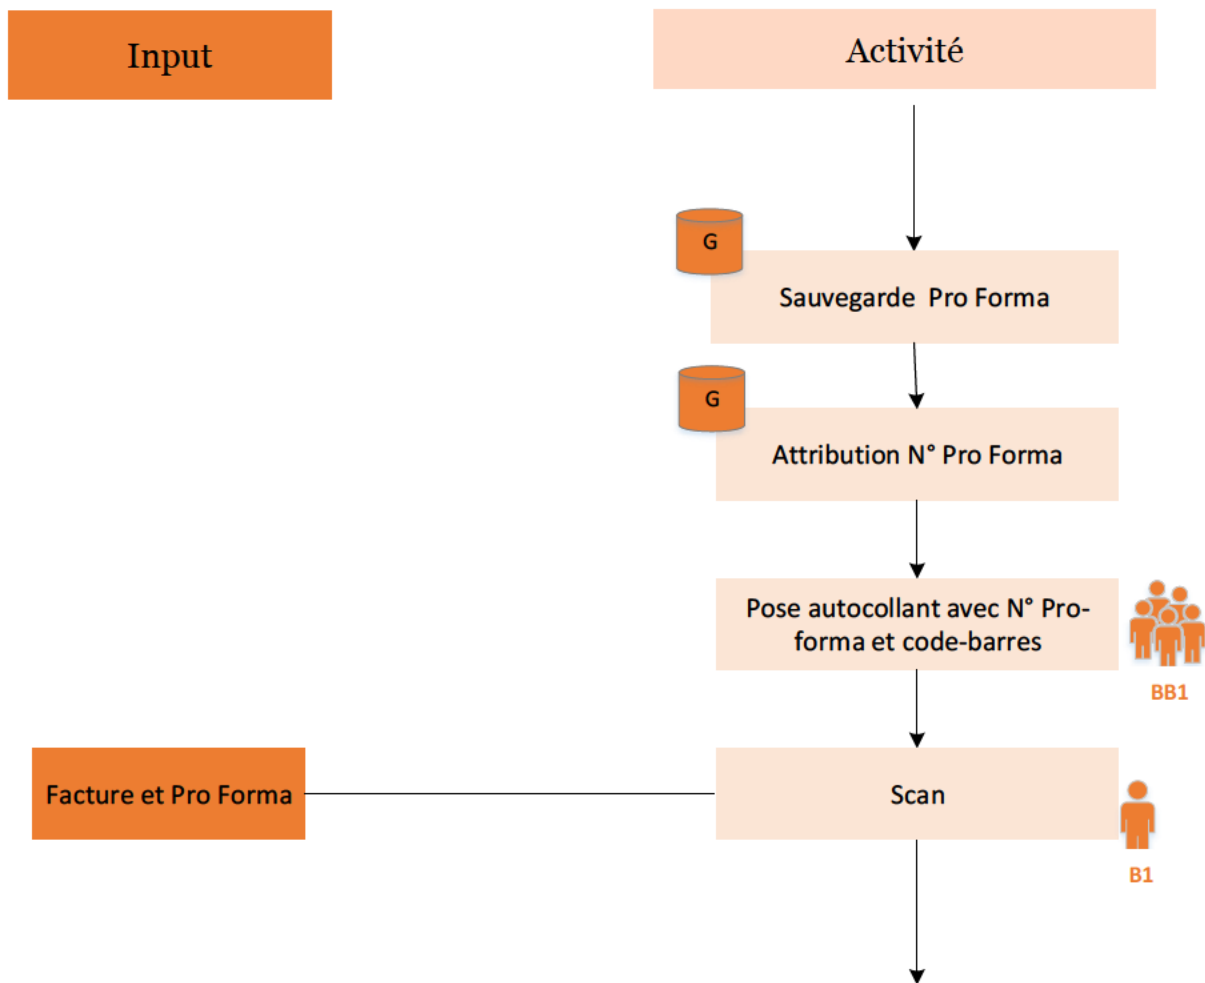 Input
Activité
G
Sauvegarde Pro Forma
G
Attribution N° Pro Forma
Pose autocollant avec N° Pro-
forma et code-barres
BB1
Facture et Pro Forma
Scan
B1